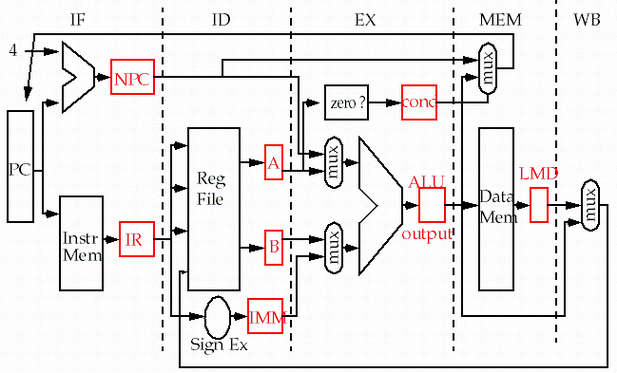 IF ID EX MEM WB
4
NPC
mux
zero ?
cond
PC
Reg
File
A
mux
ALU
output
Data
Mem
LMD
mux
Instr
Mem
IR
B
mux
IMM
Sign Ex